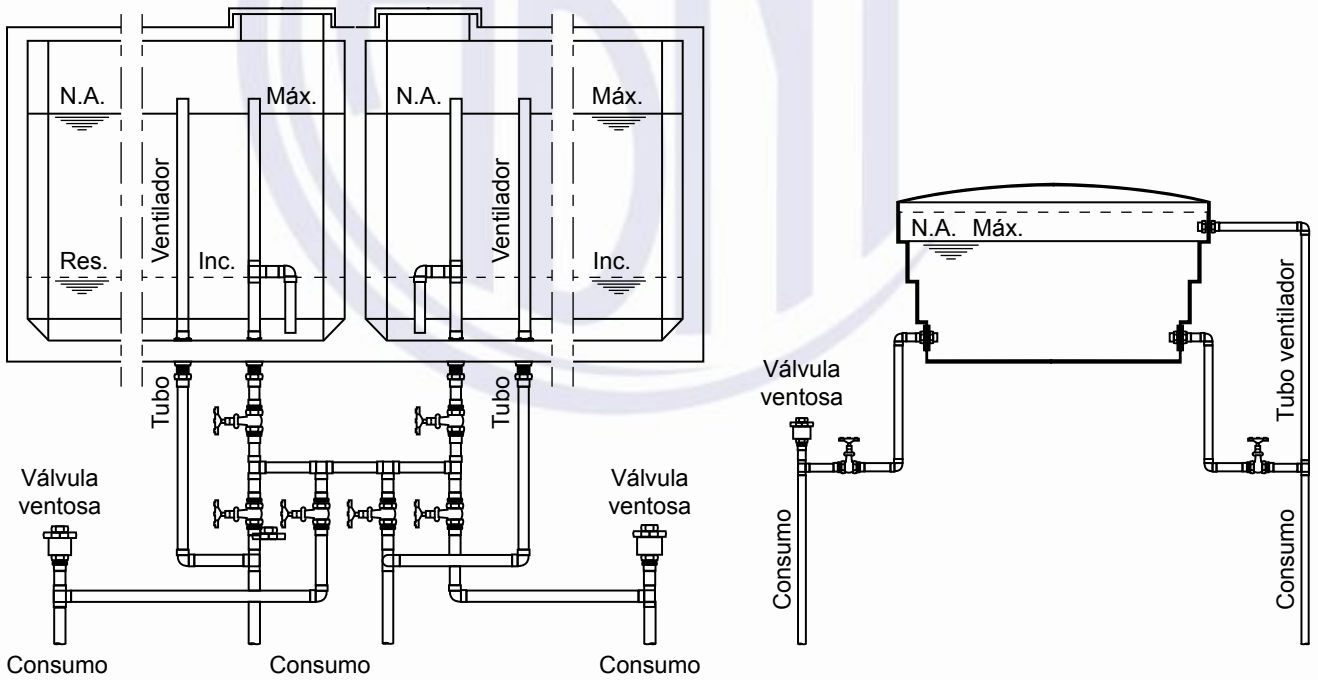 N.A.
Máx.
N.A.
Máx.
Ventilador
Ventilador
Res.
Inc.
Inc.
Tubo
Tubo
Válvula
ventosa
Válvula
ventosa
Consumo
Consumo
Consumo
N.A. Máx.
Tubo ventilador
Válvula
ventosa
Consumo
Consumo
ABNT